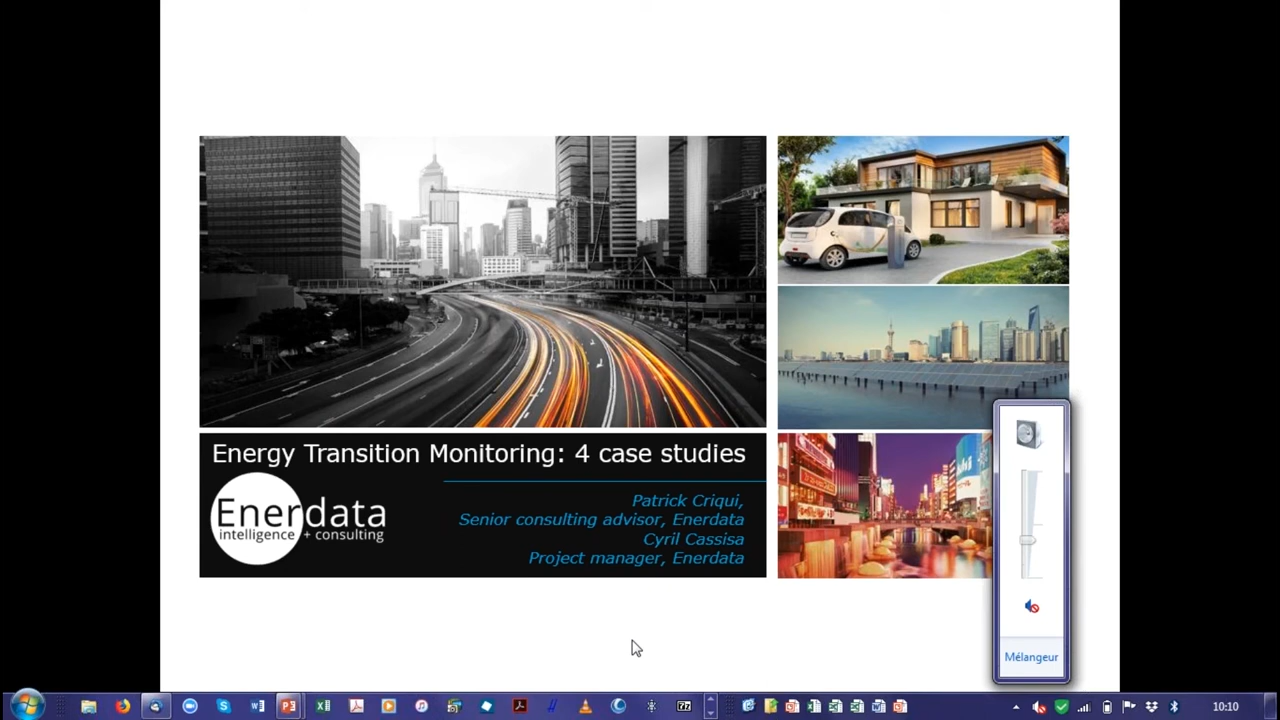 Energy Transition Monitoring: 4 case studies
Enerdata
intelligence + consulting
Patrick Criqui,
Senior consulting advisor, Enerdata
Cyril Cassisa
Project manager, Enerdata
Mélangeur
10:10